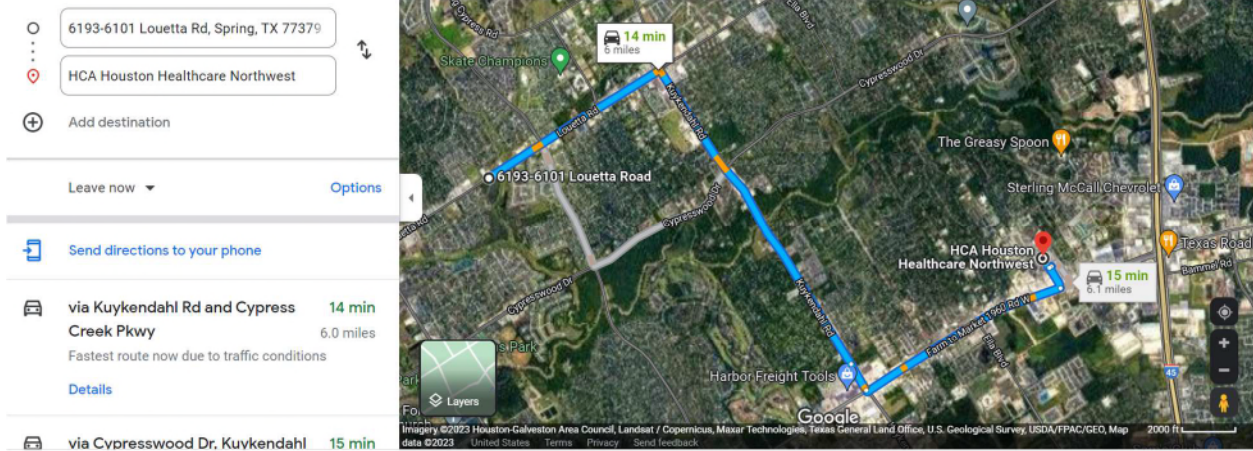 6193-6101 Louetta Rd, Spring, TX 77379
HCA Houston Healthcare Northwest
Add destination
Leave now
Options
Send directions to your phone
via Kuykendahl Rd and Cypress
14 min
Creek Pkwy
6.0 miles
Fastest route now due to traffic conditions
Details
via Cypresswood Dr, Kuykendahl
15 min
Cypress Rd
Ella Blvd
14 min
6 miles
Skate Champions
Cypresswood Dr
Louetta Rd
Kuykendahl Rd
The Greasy Spoon
6193-6101 Louetta Road
Sterling McCall Chevrolet
Cypresswood Dr
HCA Houston
Healthcare Northwest
Texas Road
Bammel Rd
15 min
6.1 miles
Cypresswood Dr
Kuykendahl Rd
Farm to Market 1960 Rd W
Ella Blvd
Park
Harbor Freight Tools
45
Layers
Google
Imagery ©2023 Houston-Galveston Area Council, Landsat / Copernicus, Maxar Technologies, Texas General Land Office, U.S. Geological Survey, USDA/FPAC/GEO, Map
data ©2023
United States
Terms
Privacy
Send feedback
2000 ft